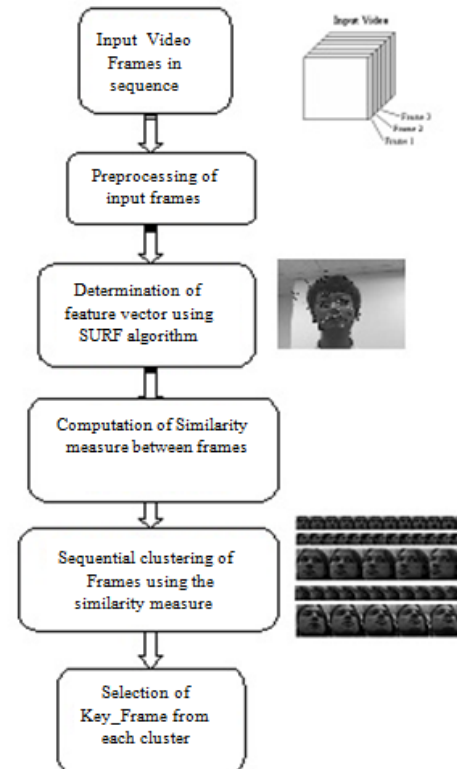 Input Video
Frames in
sequence
Input Video
Frame 3
Frame 2
Frame 1
Preprocessing of
input frames
Determination of
feature vector using
SURF algorithm
Computation of Similarity
measure between frames
Sequential clustering of
Frames using the
similarity measure
Selection of
Key_Frame from
each cluster